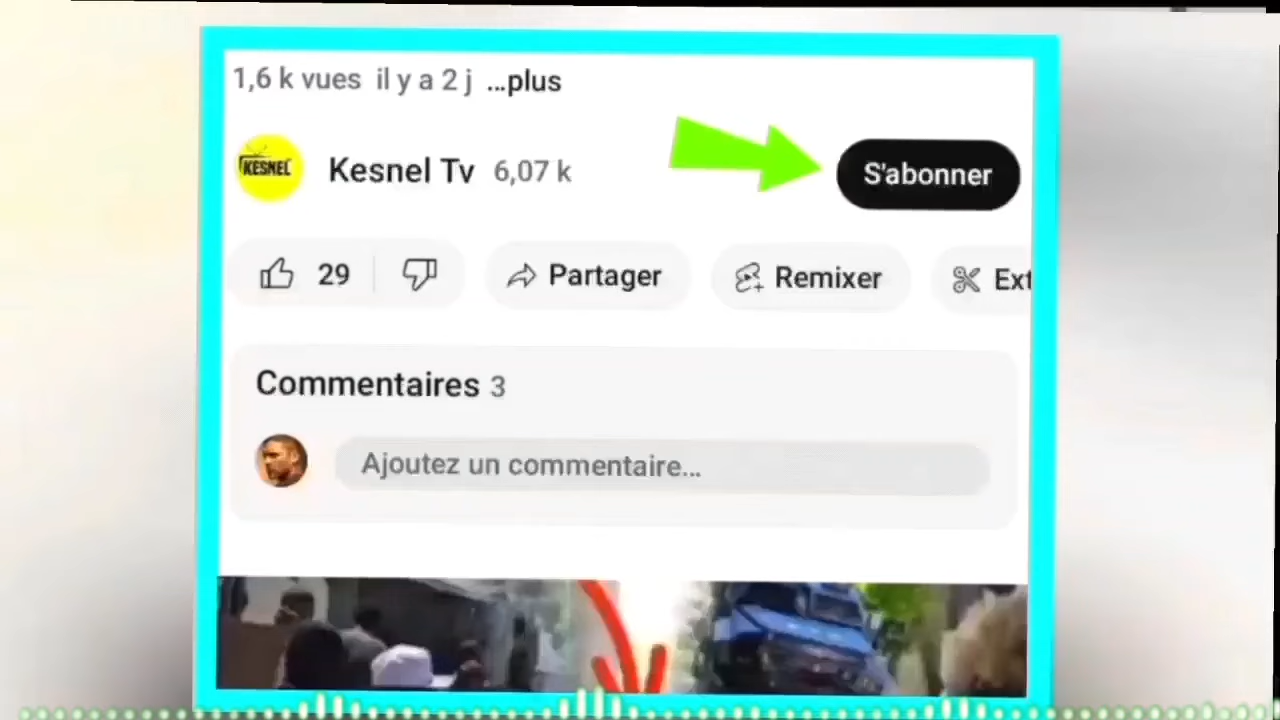 1,6 k vues il y a 2 j ...plus
KESNEL
Kesnel Tv 6,07 k
S'abonner
29
Partager
Remixer
Ext
Commentaires 3
Ajoutez un commentaire...